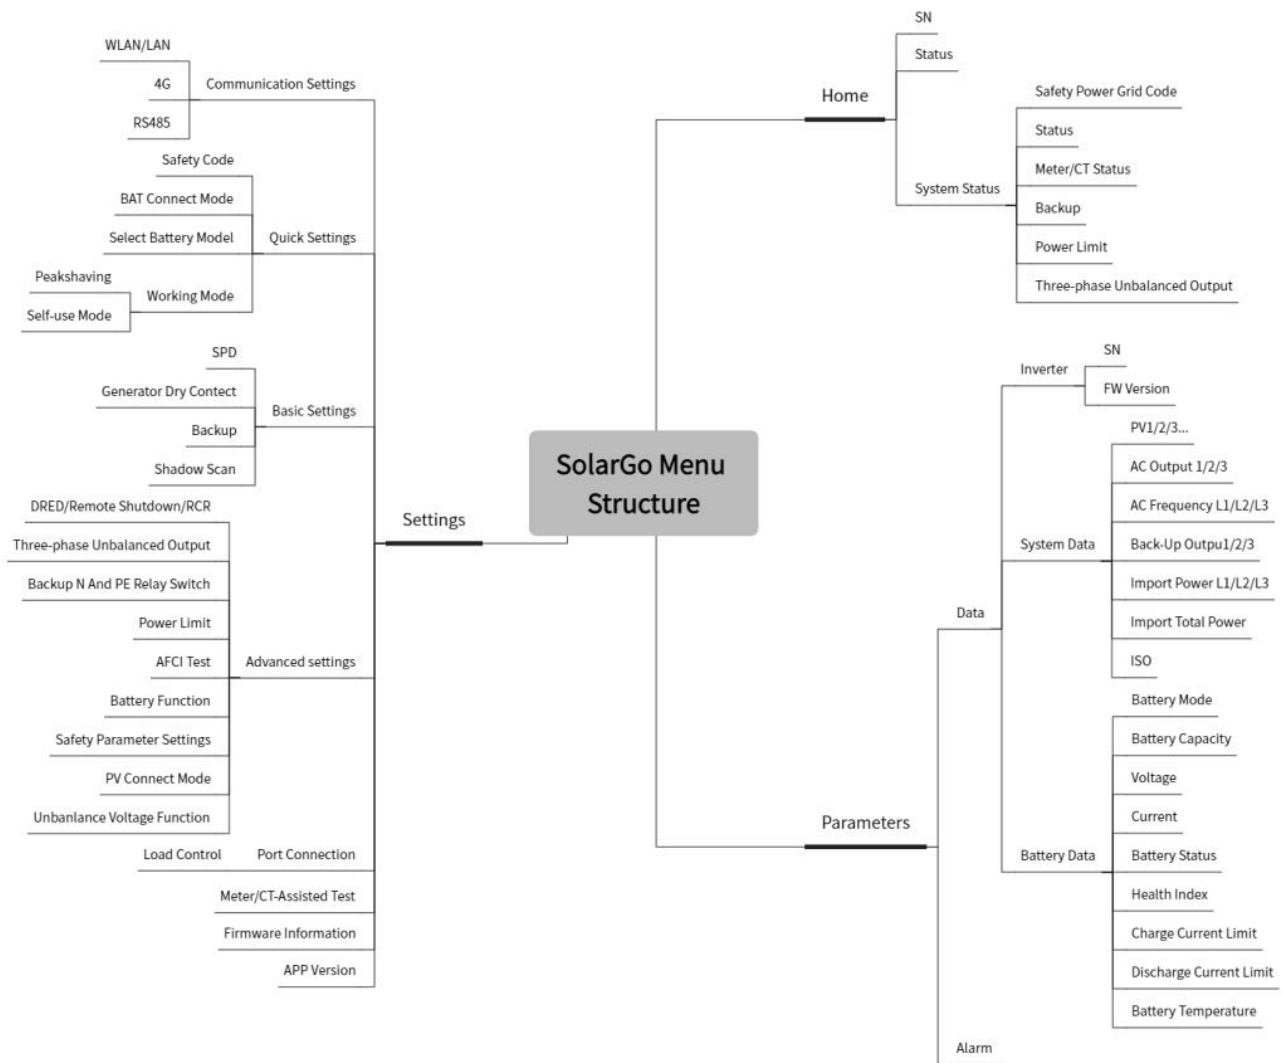 SolarGo Menu
Structure
Home
SN
Status
System Status
Safety Power Grid Code
Status
Meter/CT Status
Backup
Power Limit
Three-phase Unbalanced Output
Parameters
Data
Inverter
SN
FW Version
System Data
PV1/2/3...
AC Output 1/2/3
AC Frequency L1/L2/L3
Back-Up Outpu1/2/3
Import Power L1/L2/L3
Import Total Power
ISO
Battery Data
Battery Mode
Battery Capacity
Voltage
Current
Battery Status
Health Index
Charge Current Limit
Discharge Current Limit
Battery Temperature
Alarm
Settings
Communication Settings
WLAN/LAN
4G
RS485
Quick Settings
Safety Code
BAT Connect Mode
Select Battery Model
Working Mode
Peakshaving
Self-use Mode
Basic Settings
SPD
Generator Dry Contect
Backup
Shadow Scan
Advanced settings
DRED/Remote Shutdown/RCR
Three-phase Unbalanced Output
Backup N And PE Relay Switch
Power Limit
AFCI Test
Battery Function
Safety Parameter Settings
PV Connect Mode
Unbanlance Voltage Function
Port Connection
Load Control
Meter/CT-Assisted Test
Firmware Information
APP Version